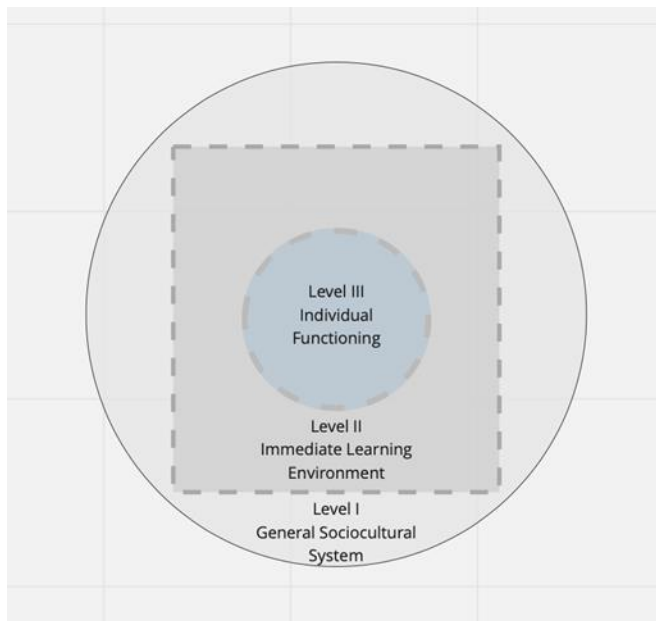 Level III
Individual
Functioning
Level II
Immediate Learning
Environment
Level I
General Sociocultural
System